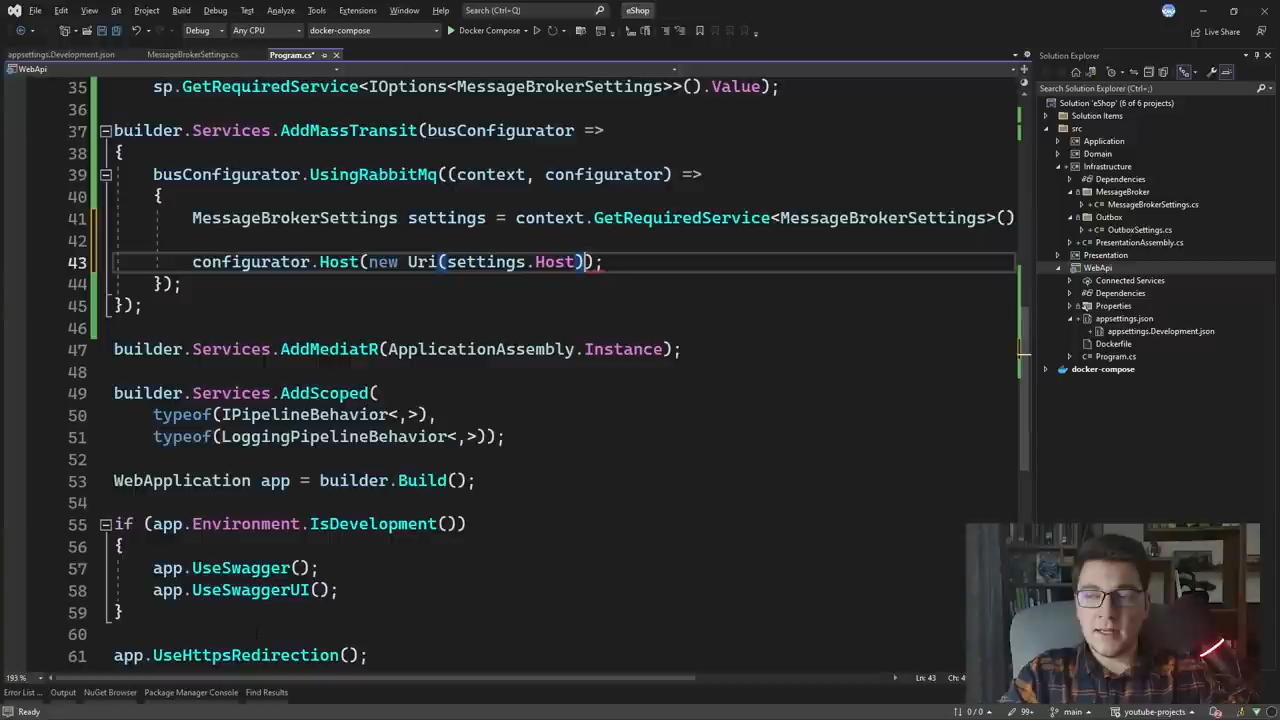 File Edit View Git Project Build Debug Test Analyze Tools Extensions Window Help Search (Ctrl+Q) eShop
Debug Any CPU docker-compose Docker Compose Live Share
appsettings.Development.json MessageBrokerSettings.cs Program.cs*
WebApi
35 sp.GetRequiredService<IOptions<MessageBrokerSettings>>().Value);
36
37 builder.Services.AddMassTransit(busConfigurator =>
38 {
39 busConfigurator.UsingRabbitMq((context, configurator) =>
40 {
41 MessageBrokerSettings settings = context.GetRequiredService<MessageBrokerSettings>()
42
43 configurator.Host(new Uri(settings.Host));
44 });
45 });
46
47 builder.Services.AddMediatR(ApplicationAssembly.Instance);
48
49 builder.Services.AddScoped(
50 typeof(IPipelineBehavior<,>),
51 typeof(LoggingPipelineBehavior<,>));
52
53 WebApplication app = builder.Build();
54
55 if (app.Environment.IsDevelopment())
56 {
57 app.UseSwagger();
58 app.UseSwaggerUI();
59 }
60
61 app.UseHttpsRedirection();
193 %
Ln: 43
Error List Output NuGet Browser Package Manager Console Find Results
Ready 0 / 0 99+ main youtube-projects
Solution Explorer
Search Solution Explorer (Ctrl+;)
Solution 'eShop' (6 of 6 projects)
Solution Items
src
Application
Domain
Infrastructure
Dependencies
MessageBroker
MessageBrokerSettings.cs
Outbox
OutboxSettings.cs
PresentationAssembly.cs
Presentation
WebApi
Connected Services
Dependencies
Properties
appsettings.json
appsettings.Development.json
Dockerfile
Program.cs
docker-compose